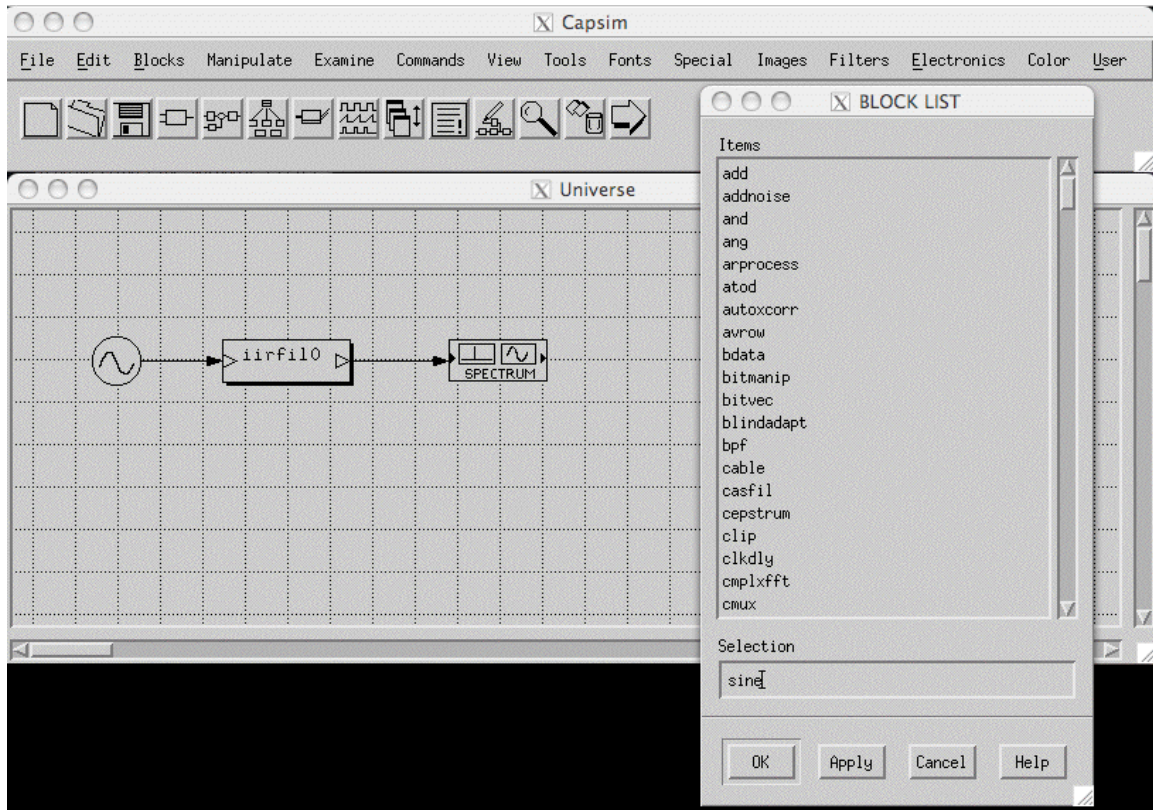 Capsim
File Edit Blocks Manipulate Examine Commands View Tools Fonts Special Images Filters Electronics Color User
BLOCK LIST
Items
add
addnoise
and
ang
arprocess
atod
autoxcorr
avrow
bdata
bitmanip
bitvec
blindadapt
bpf
cable
casfil
cepstrum
clip
clkdly
cmplxfft
cmux
Selection
sine
OK Apply Cancel Help
Universe
iirfil0
SPECTRUM